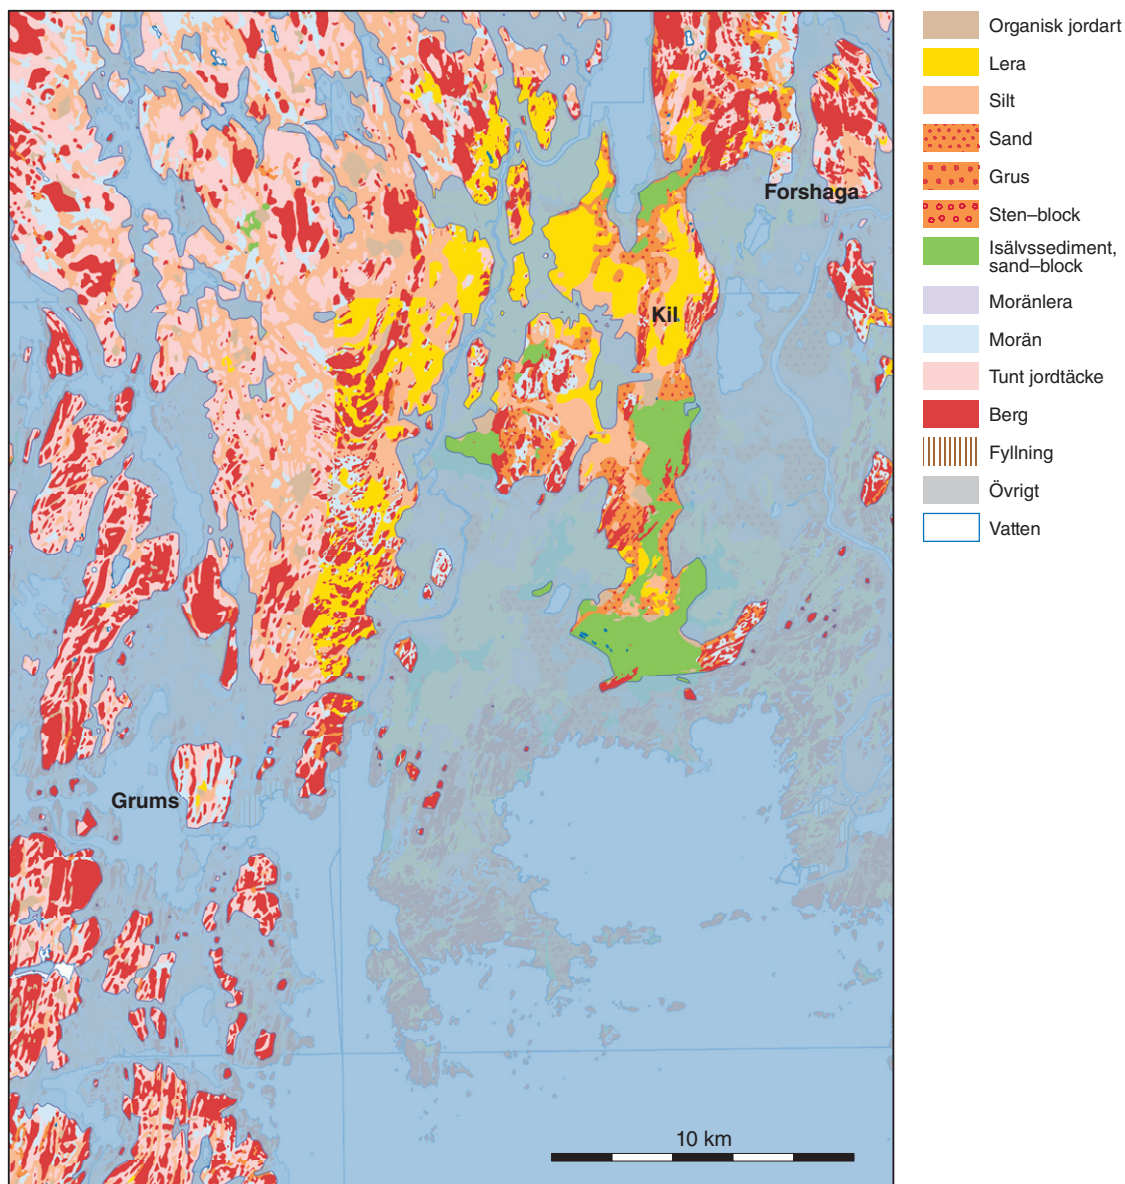 Forshaga
Kil
Grums
10 km
Organisk jordart
Lera
Silt
Sand
Grus
Sten–block
Isälvssediment,
sand–block
Moränlera
Morän
Tunt jordtäcke
Berg
Fyllning
Övrigt
Vatten